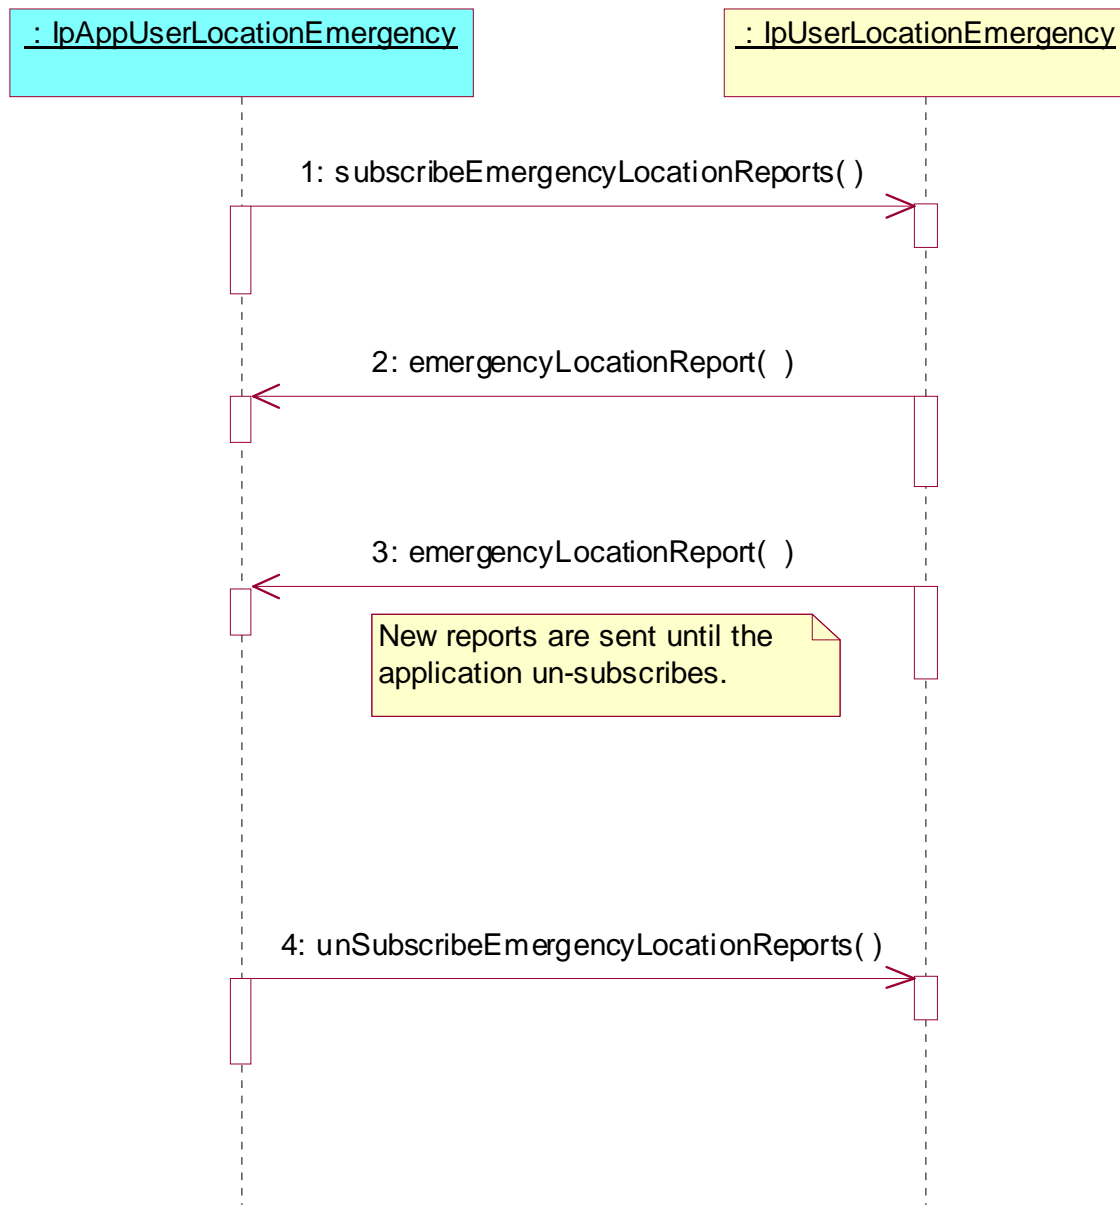 : IpAppUserLocationEmergency
: IpUserLocationEmergency
1: subscribeEmergencyLocationReports( )
2: emergencyLocationReport( )
3: emergencyLocationReport( )
New reports are sent until the
application un-subscribes.
4: unSubscribeEmergencyLocationReports( )